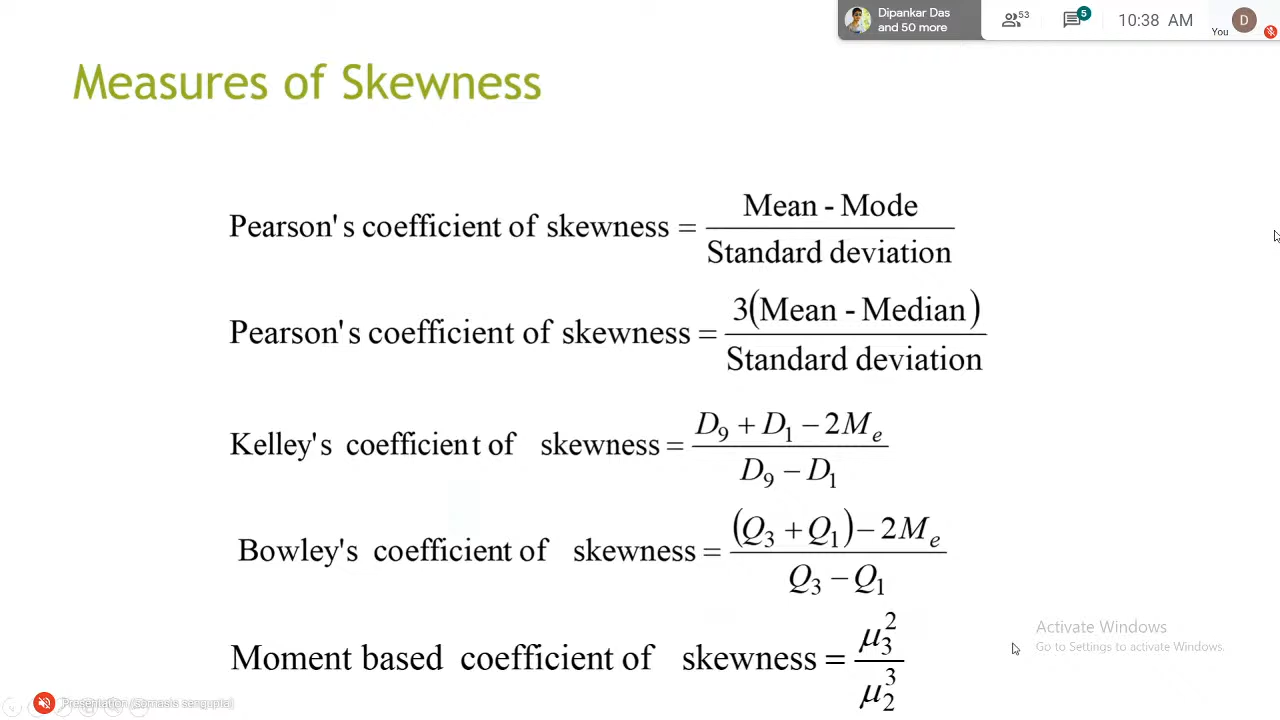 Dipankar Das
and 50 more
53
5
10:38 AM
You
D
Measures of Skewness
Pearson's coefficient of skewness = Mean - Mode / Standard deviation
Pearson's coefficient of skewness = 3(Mean - Median) / Standard deviation
Kelley's coefficient of skewness = D₉ + D₁ − 2Mₑ / D₉ − D₁
Bowley's coefficient of skewness = (Q₃ + Q₁) − 2Mₑ / Q₃ − Q₁
Moment based coefficient of skewness = μ₃² / μ₂³
Activate Windows
Go to Settings to activate Windows.
Presentation (somasis sengupta)